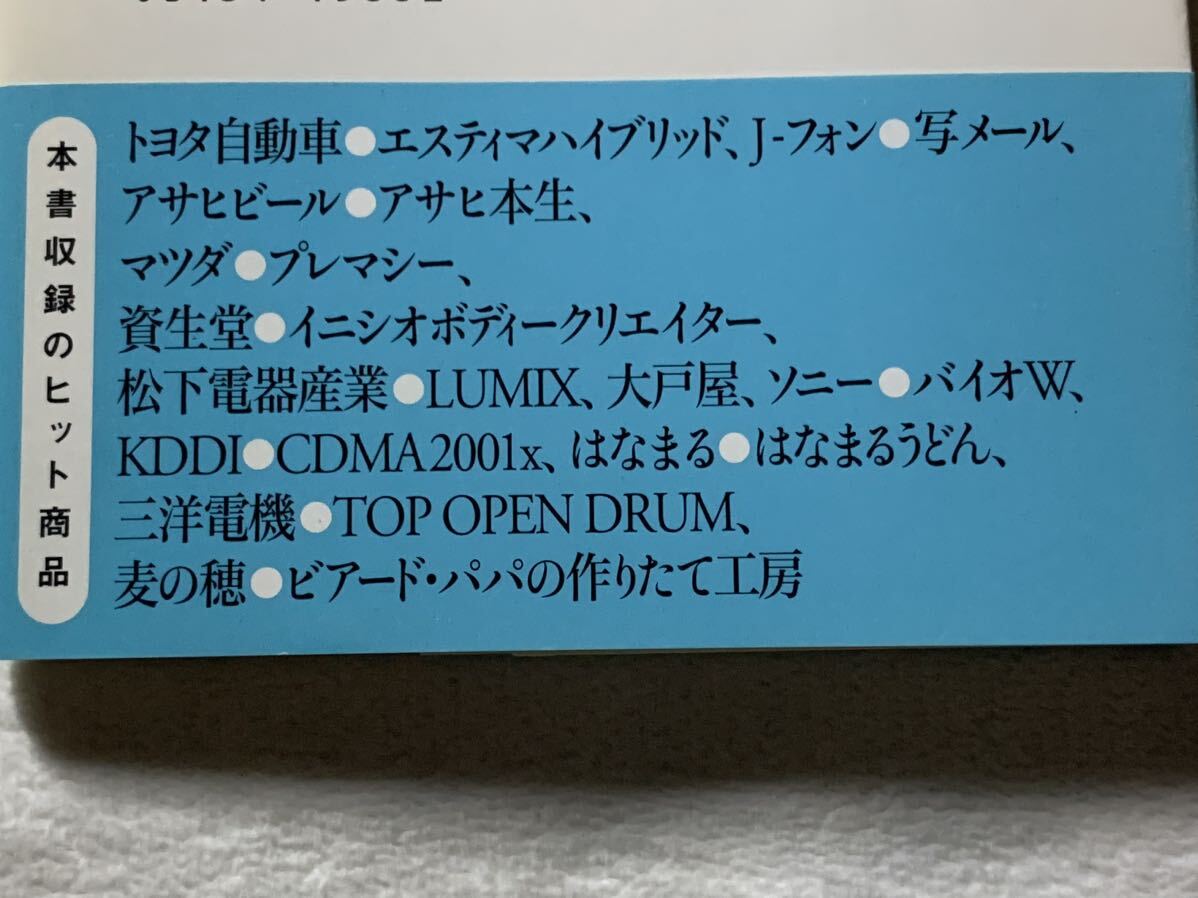 本書収録のヒット商品
トヨタ自動車●エスティマハイブリッド、J-フォン●写メール、
アサヒビール●アサヒ本生、
マツダ●プレマシー、
資生堂●イニシオボディークリエイター、
松下電器産業●LUMIX、大戸屋、ソニー●バイオW、
KDDI●CDMA2001x、はなまる●はなまるうどん、
三洋電機●TOP OPEN DRUM、
麦の穂●ビアード・パパの作りたて工房